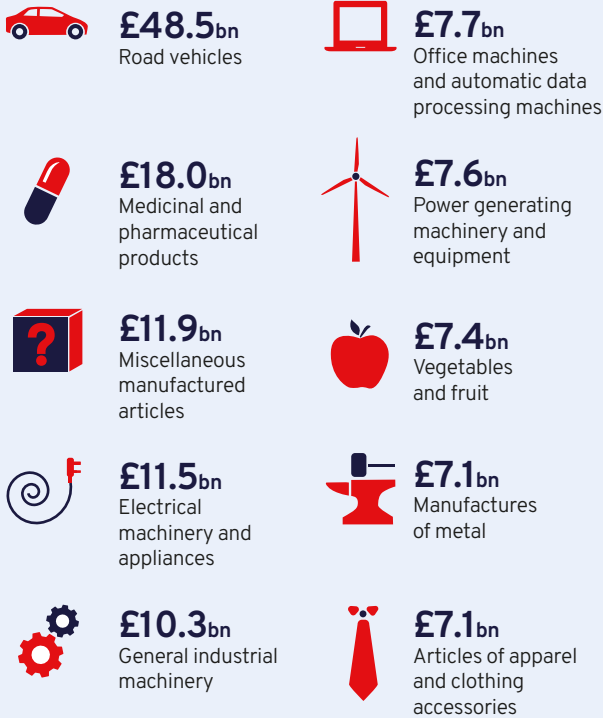 £48.5bn
Road vehicles
£18.0bn
Medicinal and
pharmaceutical
products
?
£11.9bn
Miscellaneous
manufactured
articles
£11.5bn
Electrical
machinery and
appliances
£10.3bn
General industrial
machinery
£7.7bn
Office machines
and automatic data
processing machines
£7.6bn
Power generating
machinery and
equipment
£7.4bn
Vegetables
and fruit
£7.1bn
Manufactures
of metal
£7.1bn
Articles of apparel
and clothing
accessories